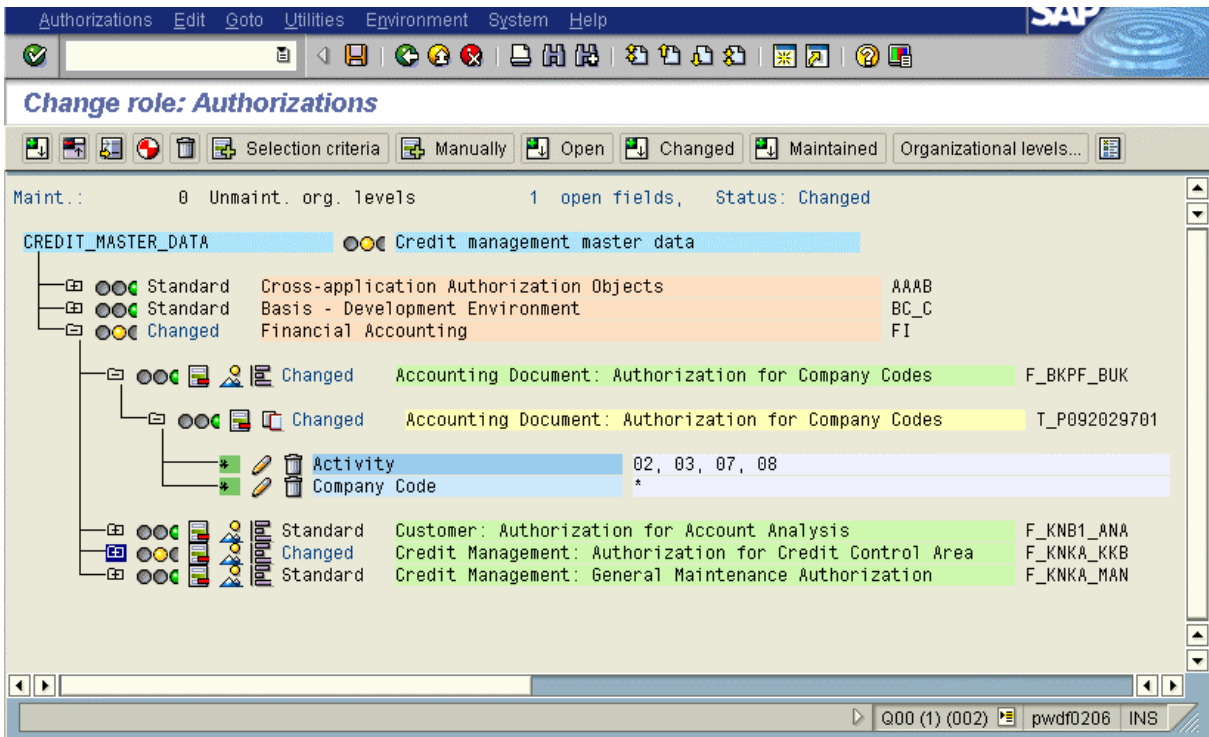 Authorizations Edit Goto Utilities Environment System Help
SAP
Change role: Authorizations
Selection criteria Manually Open Changed Maintained Organizational levels...
Maint.: 0 Unmaint. org. levels 1 open fields, Status: Changed
CREDIT_MASTER_DATA Credit management master data
Standard Cross-application Authorization Objects AAAB
Standard Basis - Development Environment BC_C
Changed Financial Accounting FI
Changed Accounting Document: Authorization for Company Codes F_BKPF_BUK
Changed Accounting Document: Authorization for Company Codes T_P092029701
* Activity 02, 03, 07, 08
* Company Code *
Standard Customer: Authorization for Account Analysis F_KNB1_ANA
Changed Credit Management: Authorization for Credit Control Area F_KNKA_KKB
Standard Credit Management: General Maintenance Authorization F_KNKA_MAN
Q00 (1) (002) pwdf0206 INS